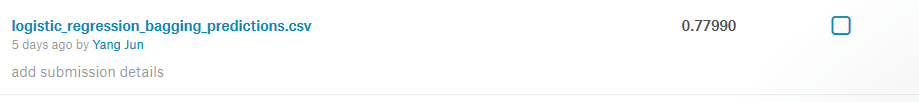 logistic_regression_bagging_predictions.csv 0.77990
5 days ago by Yang Jun
add submission details